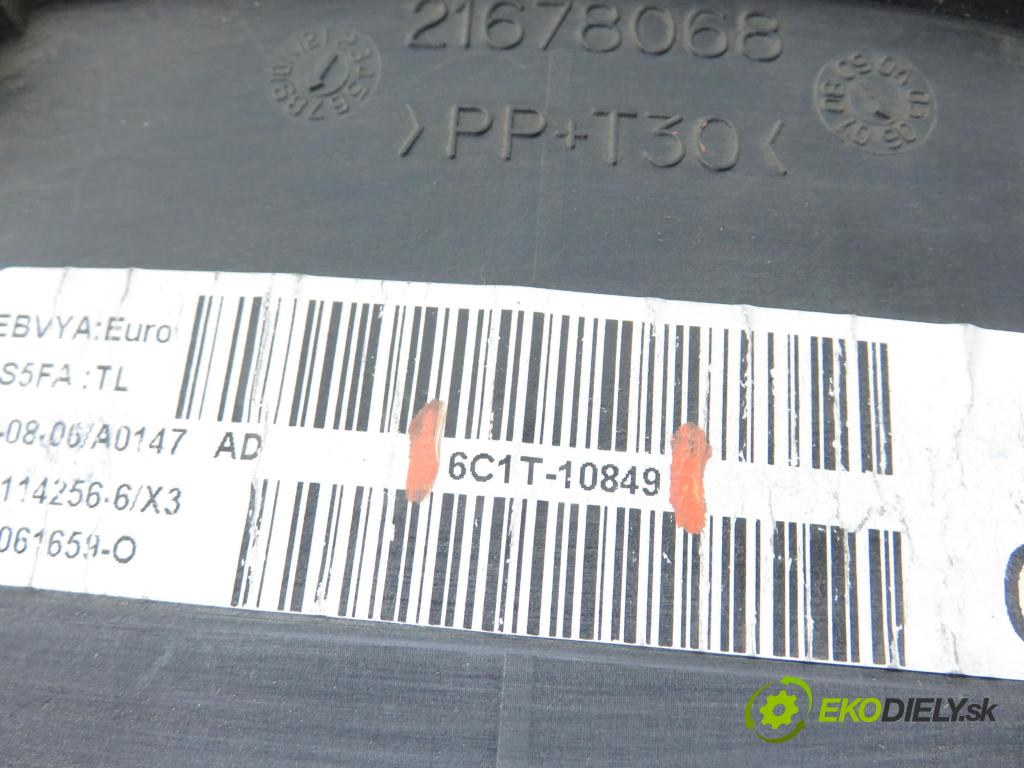 21678068
>PP+T30<
EBVYA:Euro
S5FA :TL
-08-06/A0147 AD
6C1T-10849
114256-6/X3
061659-O
EKODIELY.sk